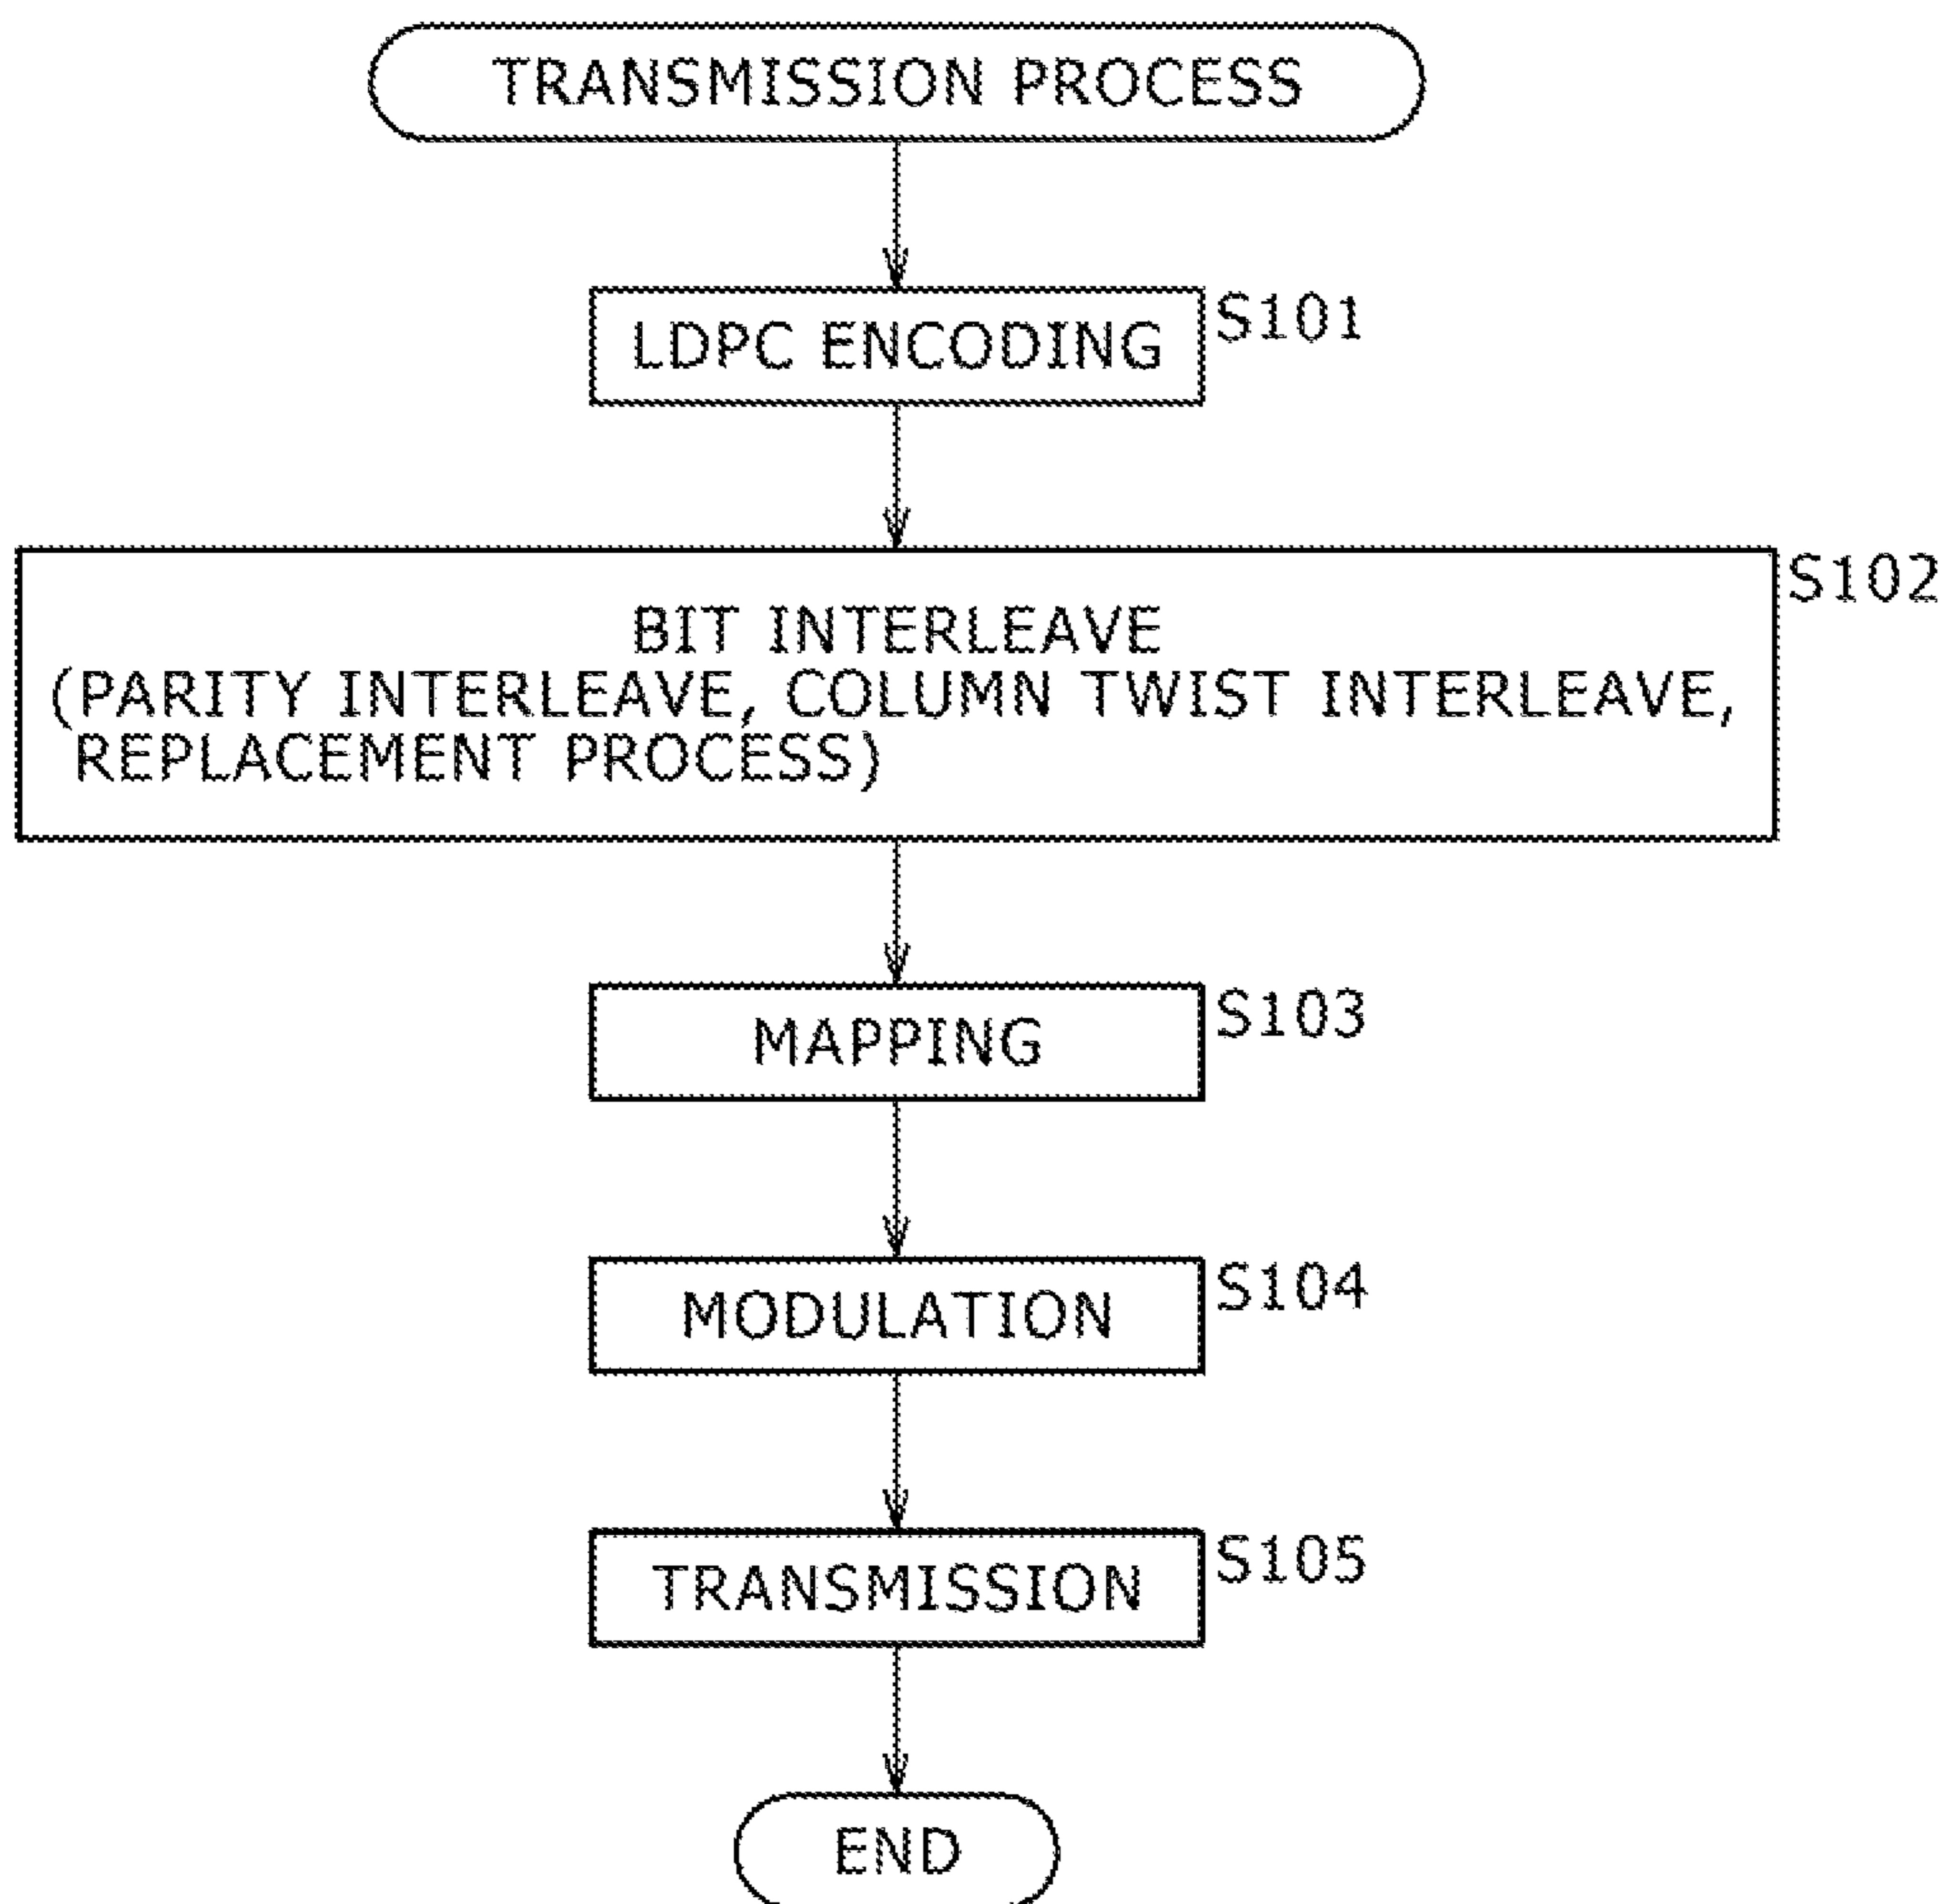 TRANSMISSION PROCESS
LDPC ENCODING
S101
BIT INTERLEAVE
(PARITY INTERLEAVE, COLUMN TWIST INTERLEAVE,
REPLACEMENT PROCESS)
S102
MAPPING
S103
MODULATION
S104
TRANSMISSION
S105
END